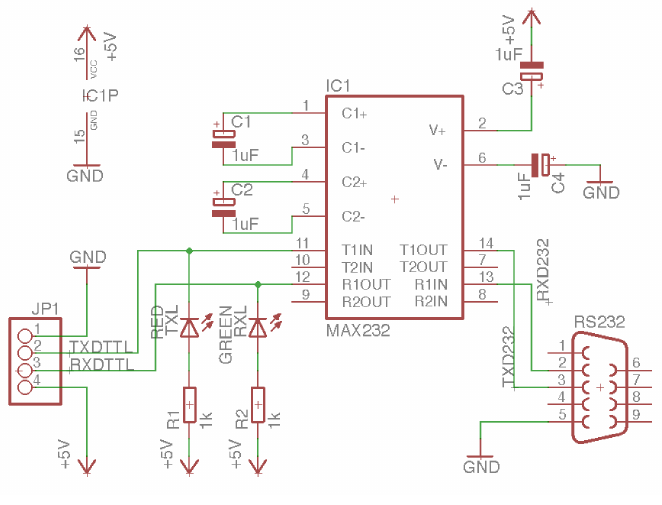 +5V
16
VCC
IC1P
GND
15
GND
IC1
+5V
1uF
C3
1
C1+
C1
1uF
3
C1-
V+
2
4
C2+
V-
6
C2
1uF
5
C2-
1uF
C4
GND
11
T1IN
T1OUT
14
10
T2IN
T2OUT
7
12
R1OUT
R1IN
13
9
R2OUT
R2IN
8
RXD232
MAX232
GND
JP1
1
2
TXDTTL
3
RXDTTL
4
+5V
RED
TXL
GREEN
RXL
R1
1k
R2
1k
+5V
+5V
TXD232
RS232
1
2
3
4
5
6
7
8
9
GND